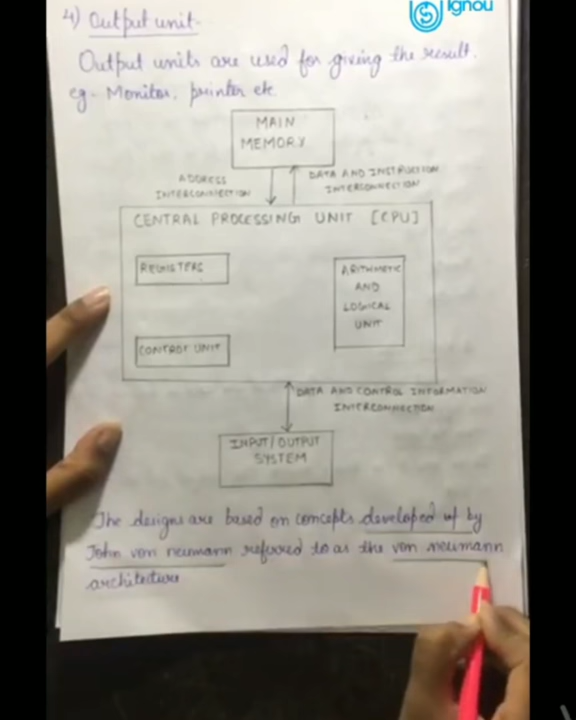 ignou
4) Output unit-
Output units are used for giving the result.
eg- Monitor, printer etc.
MAIN
MEMORY
ADDRESS
INTERCONNECTION
DATA AND INSTRUCTION
INTERCONNECTION
CENTRAL PROCESSING UNIT [CPU]
REGISTERS
ARITHMETIC
AND
LOGICAL
UNIT
CONTROL UNIT
DATA AND CONTROL INFORMATION
INTERCONNECTION
INPUT/OUTPUT
SYSTEM
The designs are based on concepts developed by
John von neumann referred to as the von neumann
architecture